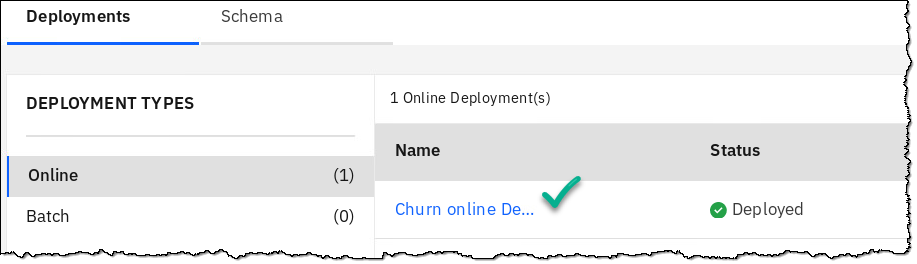 Deployments Schema
DEPLOYMENT TYPES
Online (1)
Batch (0)
1 Online Deployment(s)
Name Status
Churn online De... Deployed